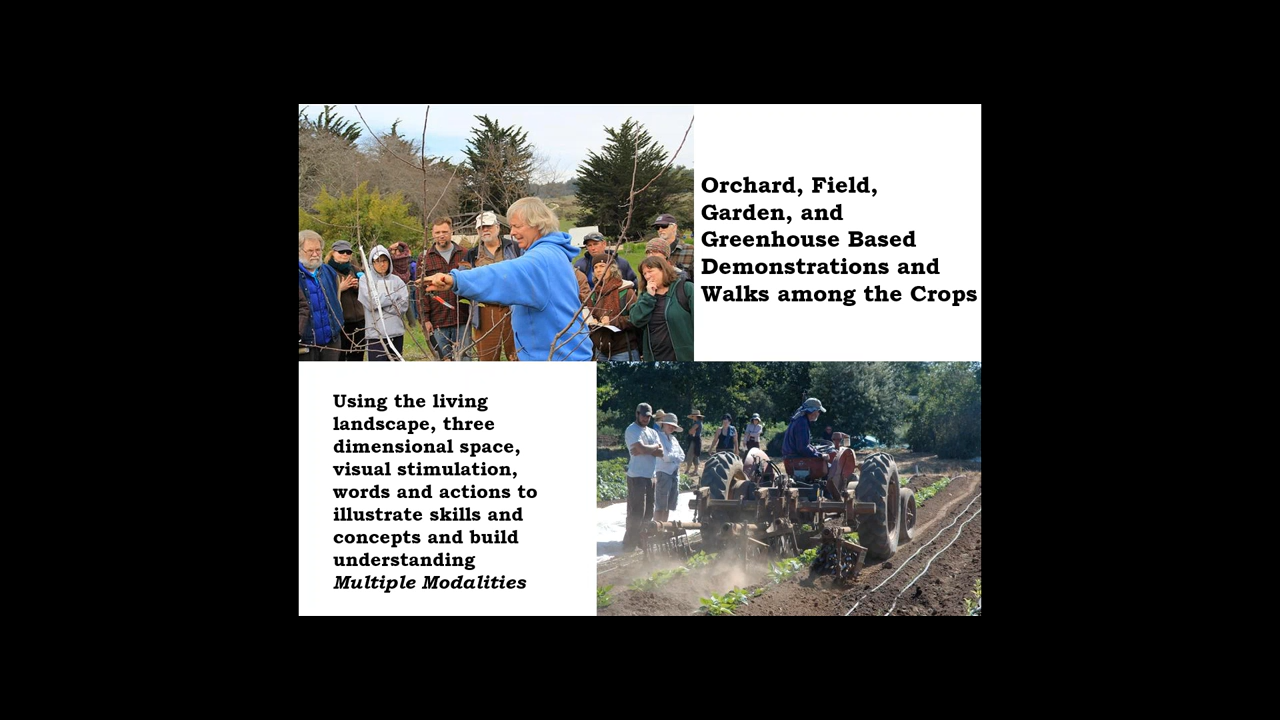 Orchard, Field,
Garden, and
Greenhouse Based
Demonstrations and
Walks among the Crops
Using the living
landscape, three
dimensional space,
visual stimulation,
words and actions to
illustrate skills and
concepts and build
understanding
Multiple Modalities